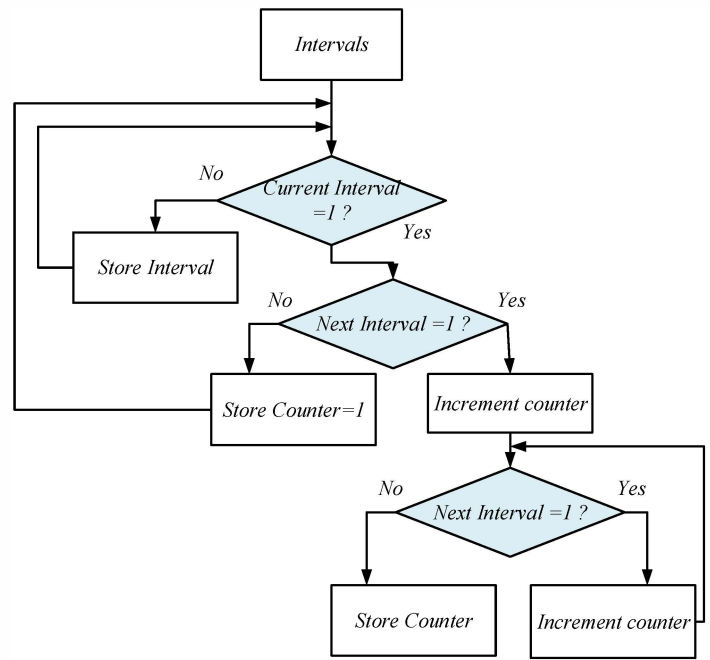 Intervals
No
Current Interval
=1 ?
Yes
Store Interval
No
Yes
Next Interval =1 ?
Store Counter=1
Increment counter
No
Yes
Next Interval =1 ?
Store Counter
Increment counter